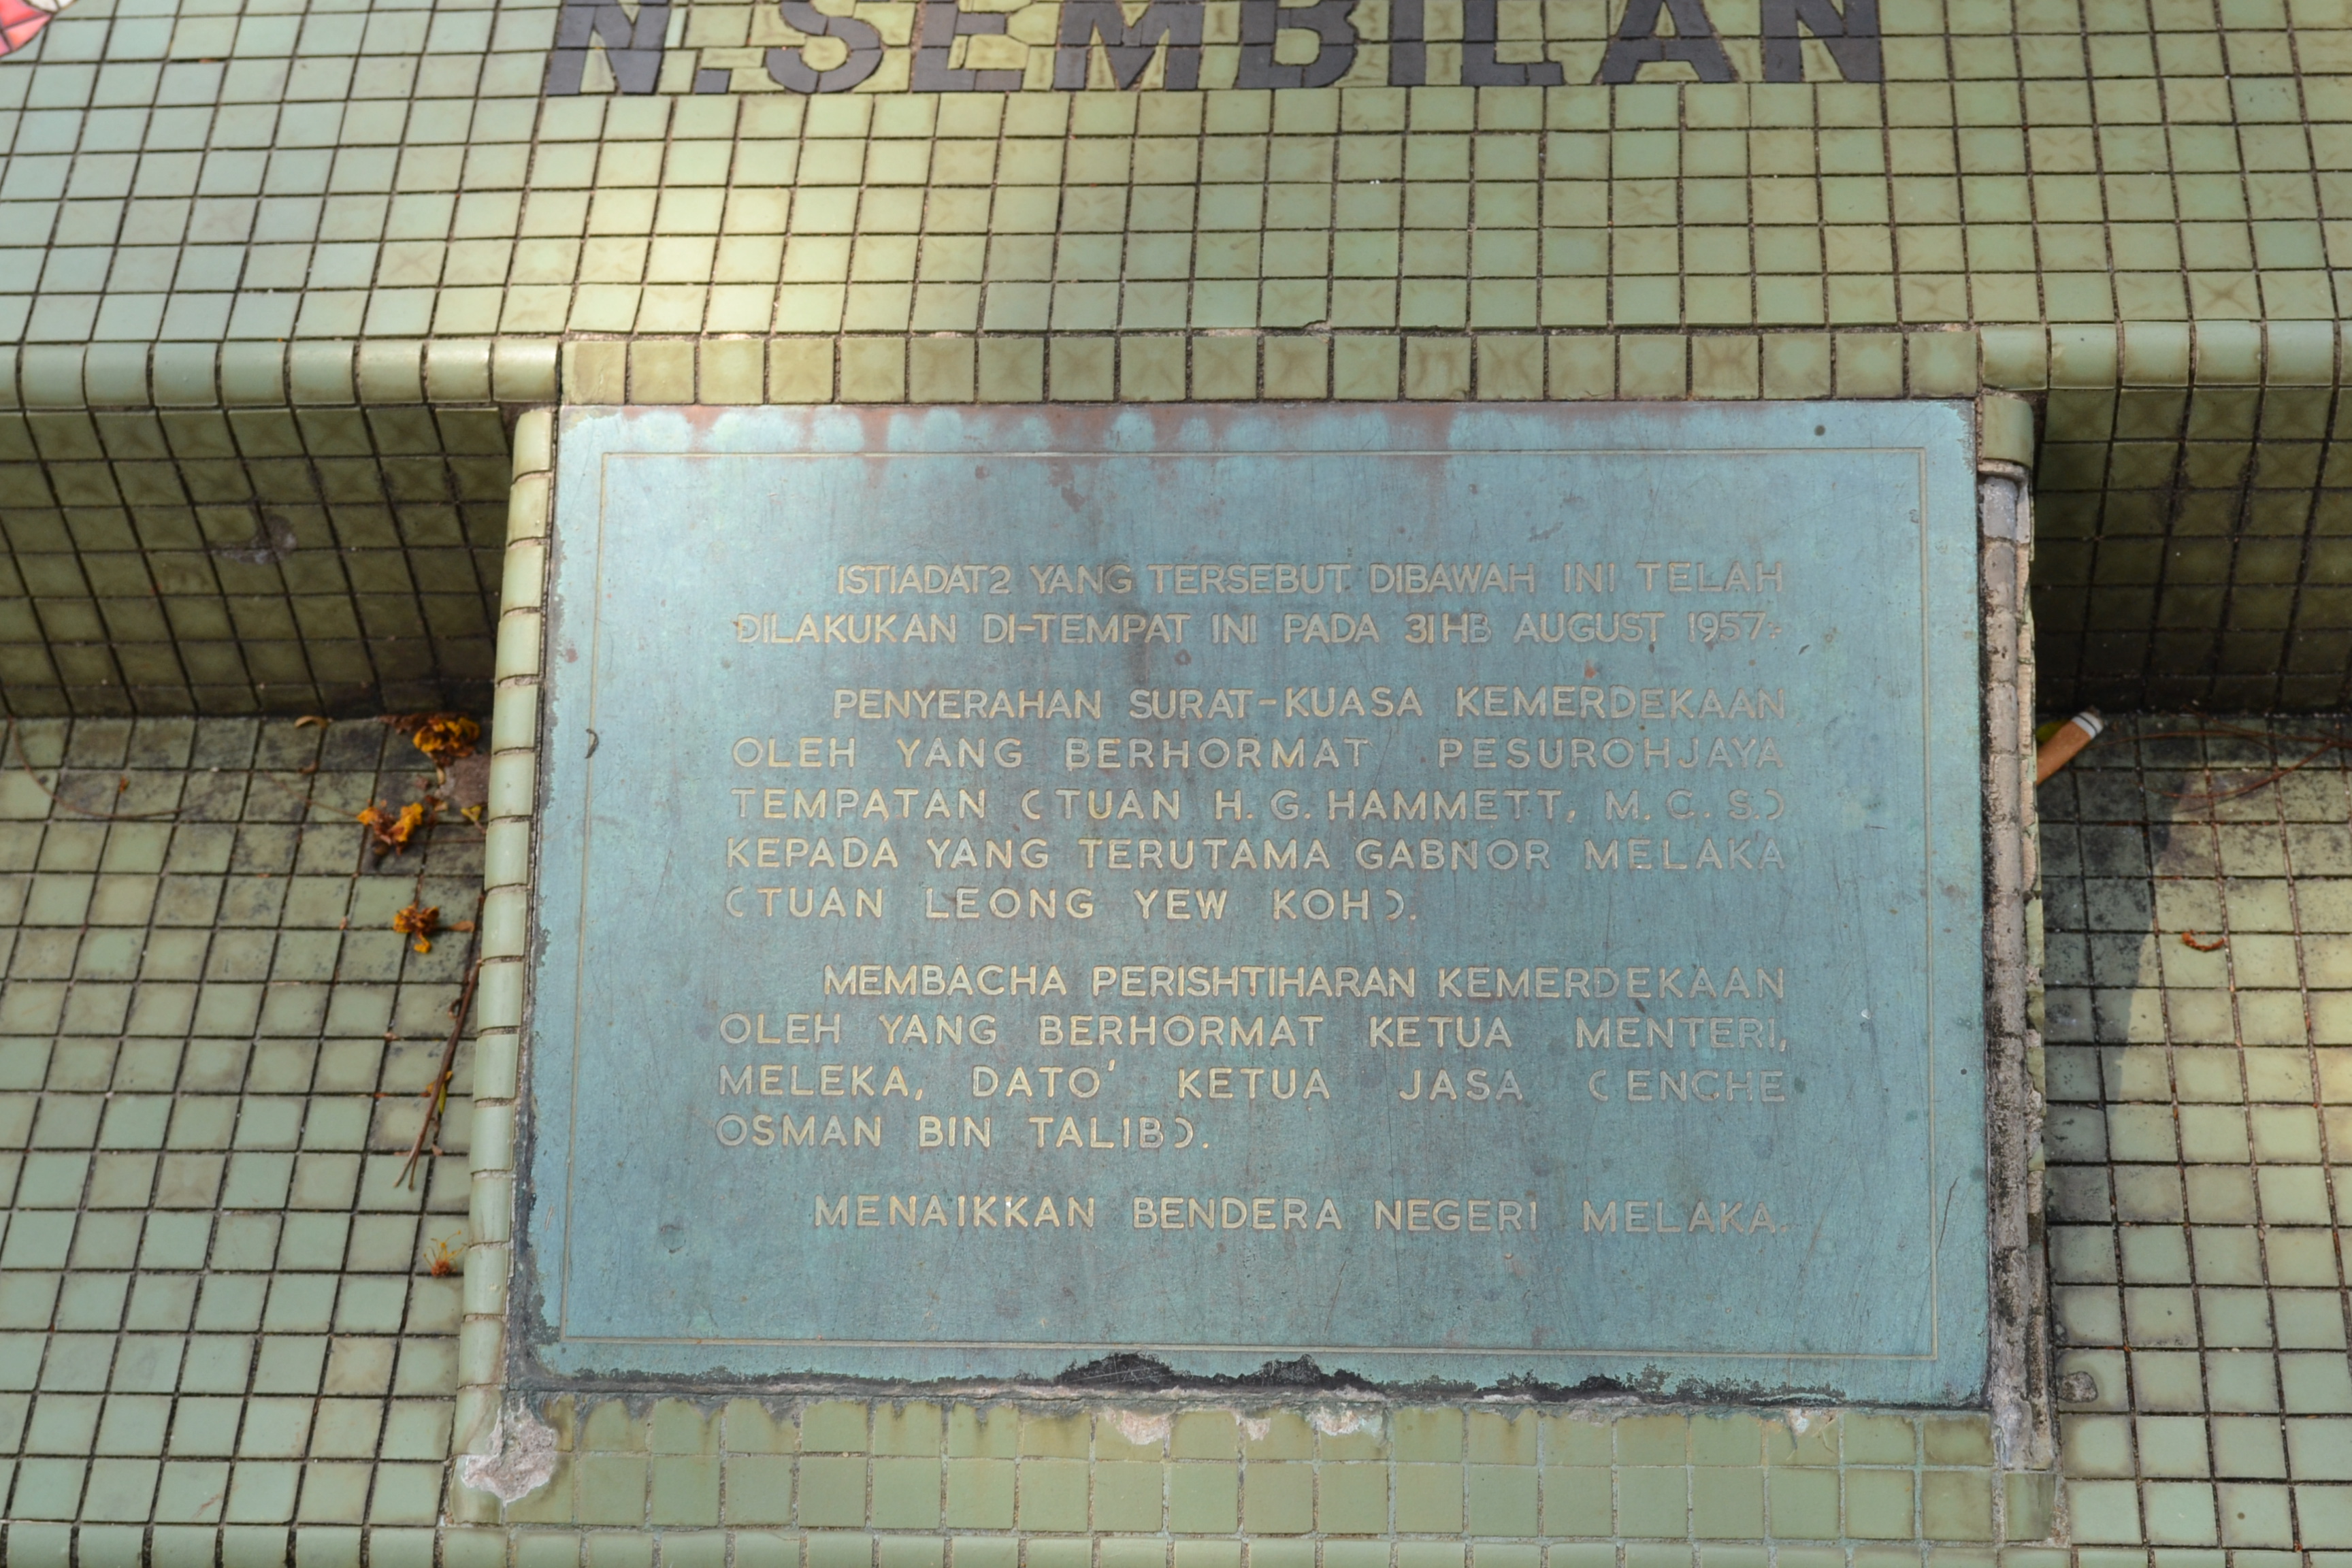 N.SEMBILAN
ISTIADAT2 YANG TERSEBUT DIBAWAH INI TELAH
DILAKUKAN DI-TEMPAT INI PADA 31HB AUGUST 1957:-
PENYERAHAN SURAT-KUASA KEMERDEKAAN
OLEH YANG BERHORMAT PESUROHJAYA
TEMPATAN (TUAN H. G. HAMMETT, M. C. S.)
KEPADA YANG TERUTAMA GABNOR MELAKA
(TUAN LEONG YEW KOH).
MEMBACHA PERISHTIHARAN KEMERDEKAAN
OLEH YANG BERHORMAT KETUA MENTERI,
MELEKA, DATO' KETUA JASA (ENCHE
OSMAN BIN TALIB).
MENAIKKAN BENDERA NEGERI MELAKA.